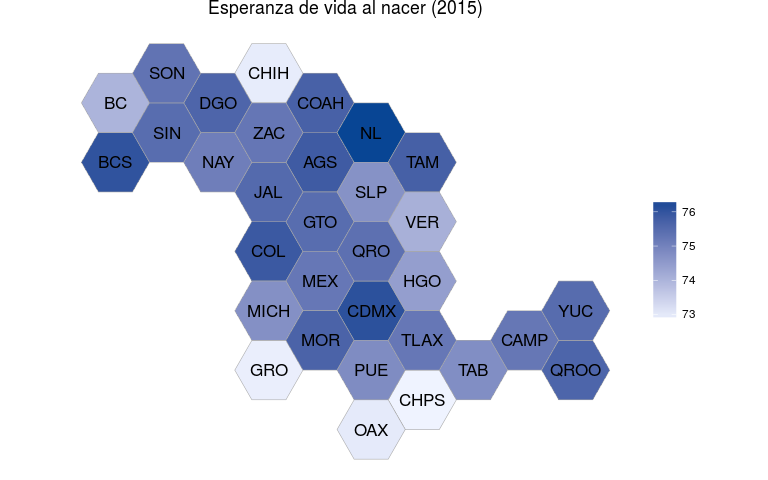 Esperanza de vida al nacer (2015)
SON
CHIH
BC
DGO
COAH
SIN
ZAC
NL
BCS
NAY
AGS
TAM
JAL
SLP
GTO
VER
COL
QRO
MEX
HGO
MICH
CDMX
YUC
MOR
TLAX
CAMP
GRO
PUE
TAB
QROO
CHPS
OAX
76
75
74
73